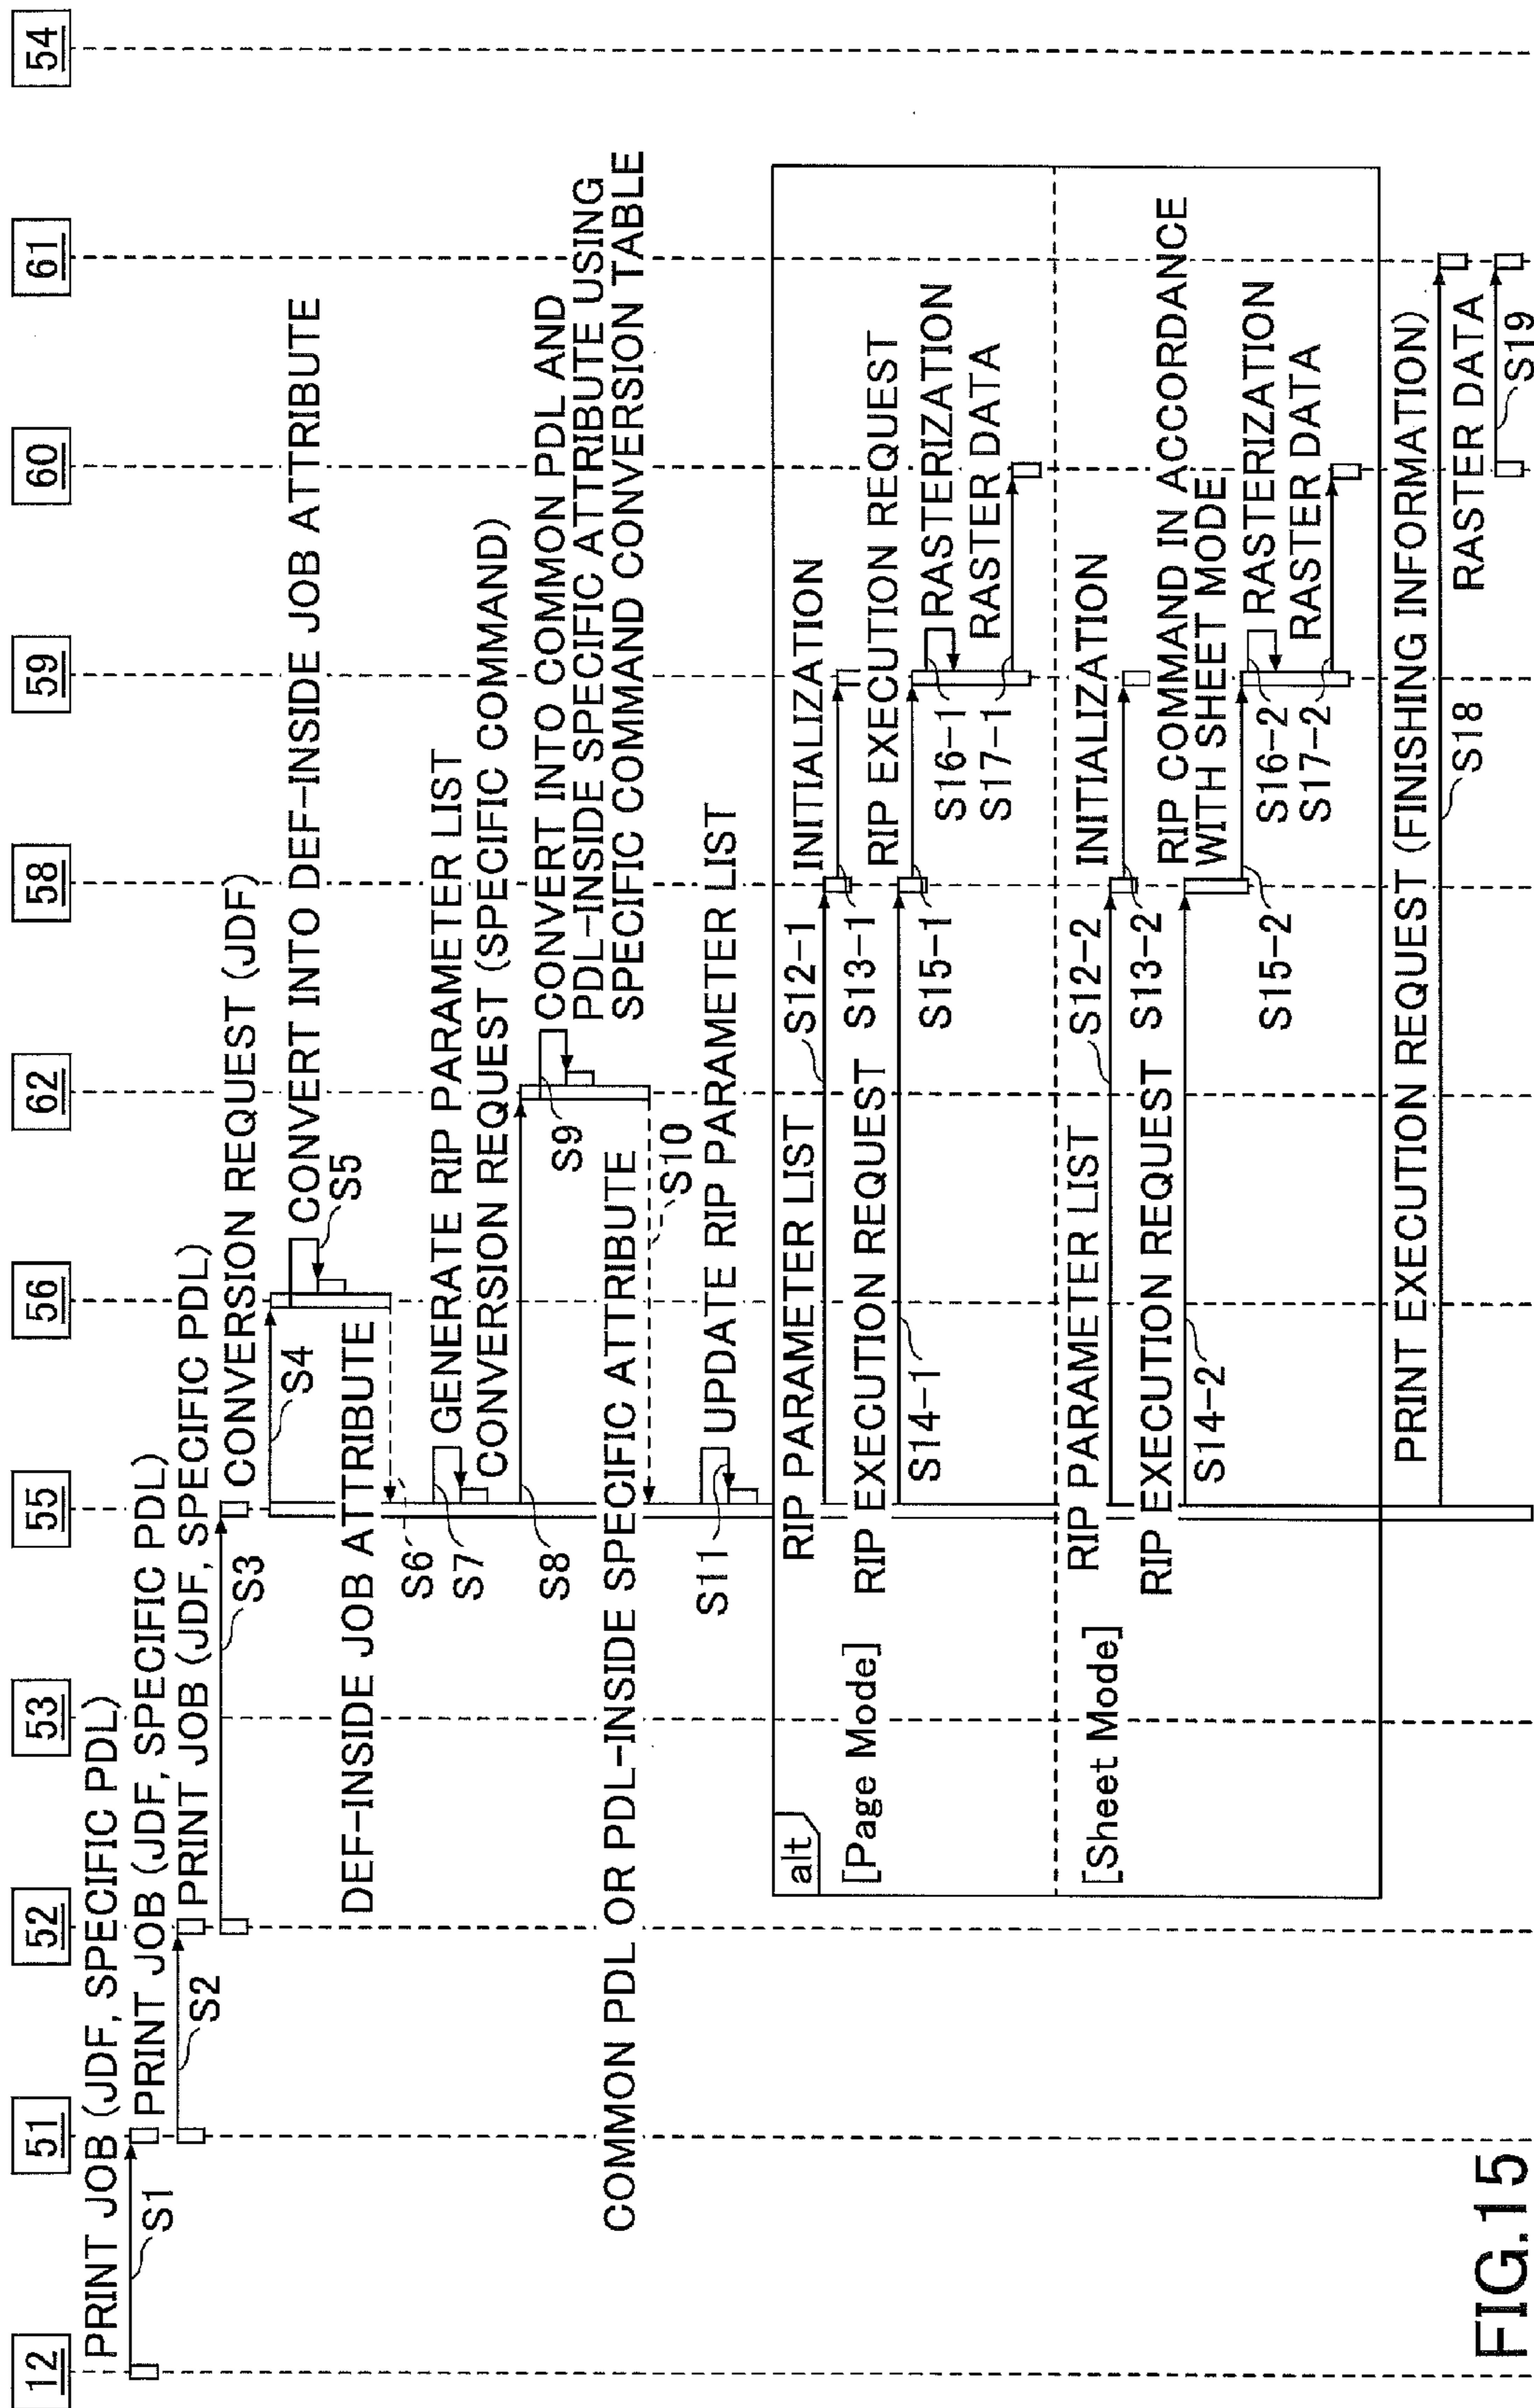 12
51
52
53
55
56
62
58
59
60
61
54
PRINT JOB (JDF, SPECIFIC PDL)
S1
PRINT JOB (JDF, SPECIFIC PDL)
S2
PRINT JOB (JDF, SPECIFIC PDL)
S3
CONVERSION REQUEST (JDF)
S4
CONVERT INTO DEF-INSIDE JOB ATTRIBUTE
S5
DEF-INSIDE JOB ATTRIBUTE
S6
GENERATE RIP PARAMETER LIST
S7
CONVERSION REQUEST (SPECIFIC COMMAND)
S8
CONVERT INTO COMMON PDL AND
PDL-INSIDE SPECIFIC ATTRIBUTE USING
SPECIFIC COMMAND CONVERSION TABLE
S9
COMMON PDL OR PDL-INSIDE SPECIFIC ATTRIBUTE
S10
UPDATE RIP PARAMETER LIST
S11
alt
[Page Mode]
RIP PARAMETER LIST
S12-1
INITIALIZATION
S13-1
RIP EXECUTION REQUEST
S14-1
RIP EXECUTION REQUEST
S15-1
RASTERIZATION
S16-1
RASTER DATA
S17-1
[Sheet Mode]
RIP PARAMETER LIST
S12-2
INITIALIZATION
S13-2
RIP EXECUTION REQUEST
S14-2
RIP COMMAND IN ACCORDANCE
WITH SHEET MODE
S15-2
RASTERIZATION
S16-2
RASTER DATA
S17-2
PRINT EXECUTION REQUEST (FINISHING INFORMATION)
S18
RASTER DATA
S19
FIG.15